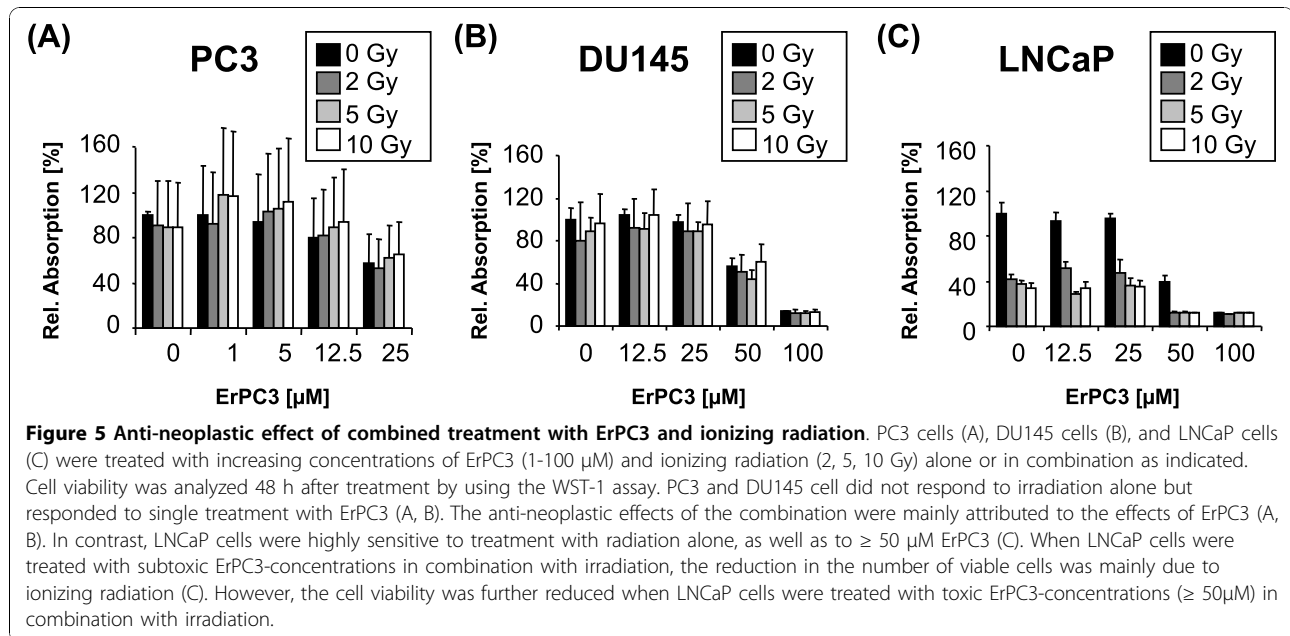 (A) PC3
0 Gy
2 Gy
5 Gy
10 Gy
Rel. Absorption [%]
160
120
80
40
0
0 1 5 12.5 25
ErPC3 [µM]
(B) DU145
0 Gy
2 Gy
5 Gy
10 Gy
Rel. Absorption [%]
160
120
80
40
0
0 12.5 25 50 100
ErPC3 [µM]
(C) LNCaP
0 Gy
2 Gy
5 Gy
10 Gy
Rel. Absorption [%]
160
120
80
40
0
0 12.5 25 50 100
ErPC3 [µM]
Figure 5 Anti-neoplastic effect of combined treatment with ErPC3 and ionizing radiation. PC3 cells (A), DU145 cells (B), and LNCaP cells
(C) were treated with increasing concentrations of ErPC3 (1-100 µM) and ionizing radiation (2, 5, 10 Gy) alone or in combination as indicated.
Cell viability was analyzed 48 h after treatment by using the WST-1 assay. PC3 and DU145 cell did not respond to irradiation alone but
responded to single treatment with ErPC3 (A, B). The anti-neoplastic effects of the combination were mainly attributed to the effects of ErPC3 (A,
B). In contrast, LNCaP cells were highly sensitive to treatment with radiation alone, as well as to ≥ 50 µM ErPC3 (C). When LNCaP cells were
treated with subtoxic ErPC3-concentrations in combination with irradiation, the reduction in the number of viable cells was mainly due to
ionizing radiation (C). However, the cell viability was further reduced when LNCaP cells were treated with toxic ErPC3-concentrations (≥ 50µM) in
combination with irradiation.